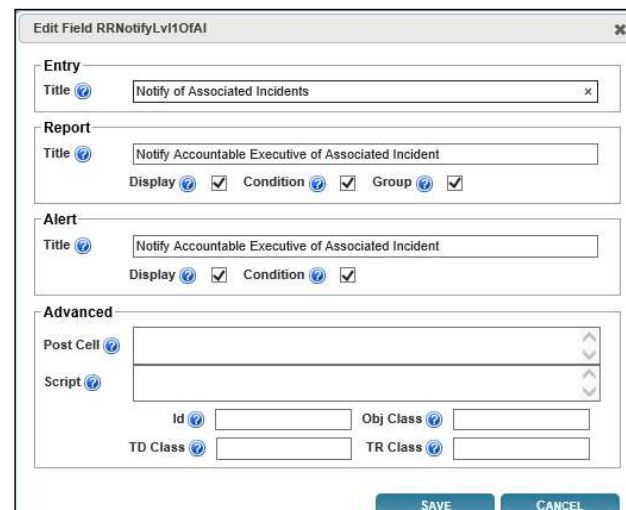 Edit Field RRNotifyLvl1OfAI
Entry
Title Notify of Associated Incidents
Report
Title Notify Accountable Executive of Associated Incident
Display Condition Group
Alert
Title Notify Accountable Executive of Associated Incident
Display Condition
Advanced
Post Cell
Script
Id Obj Class
TD Class TR Class
SAVE CANCEL